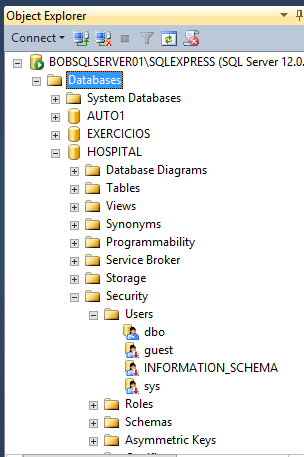 Object Explorer
Connect
BOBSQLSERVER01\SQLEXPRESS (SQL Server 12.0.
Databases
System Databases
AUTO1
EXERCICIOS
HOSPITAL
Database Diagrams
Tables
Views
Synonyms
Programmability
Service Broker
Storage
Security
Users
dbo
guest
INFORMATION_SCHEMA
sys
Roles
Schemas
Asymmetric Keys